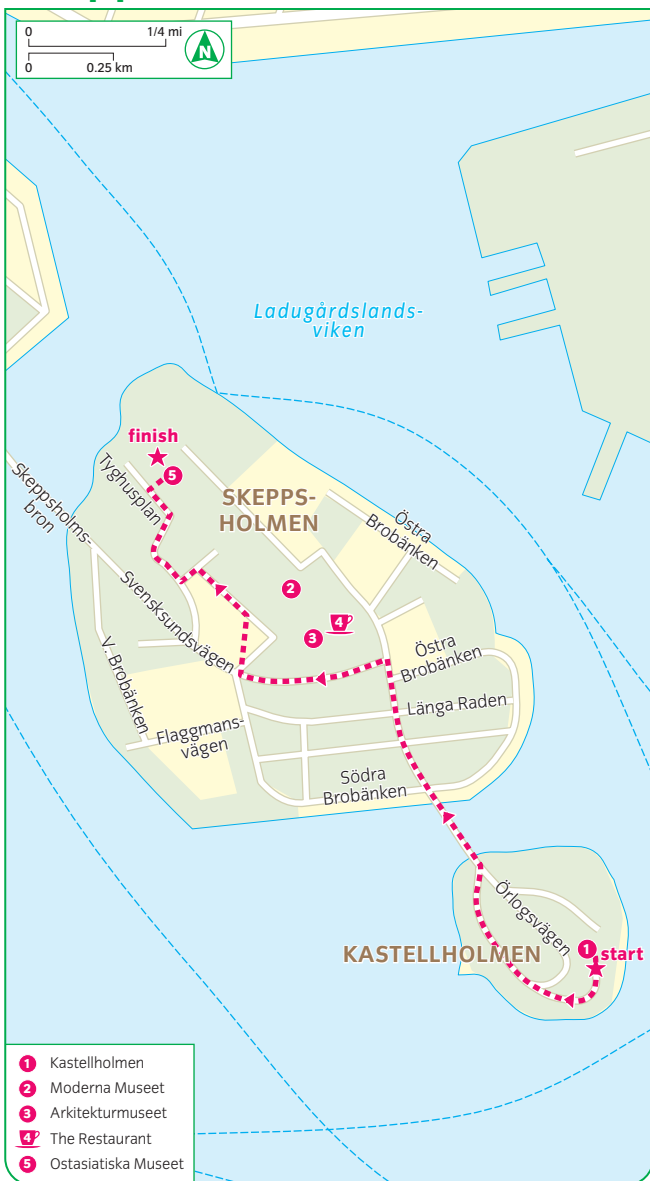 0 1/4 mi
N
0 0.25 km
Ladugårdslands-
viken
finish
5
Tyghusplan
Skeppsholms-
bron
SKEPPS-
HOLMEN
Östra
Brobänken
2
4
3
Svensksundsvägen
V. Brobänken
Östra
Brobänken
Länga Raden
Flaggmans-
vägen
Södra
Brobänken
Örlogsvägen
KASTELLHOLMEN
1 start
1 Kastellholmen
2 Moderna Museet
3 Arkitekturmuseet
4 The Restaurant
5 Ostasiatiska Museet